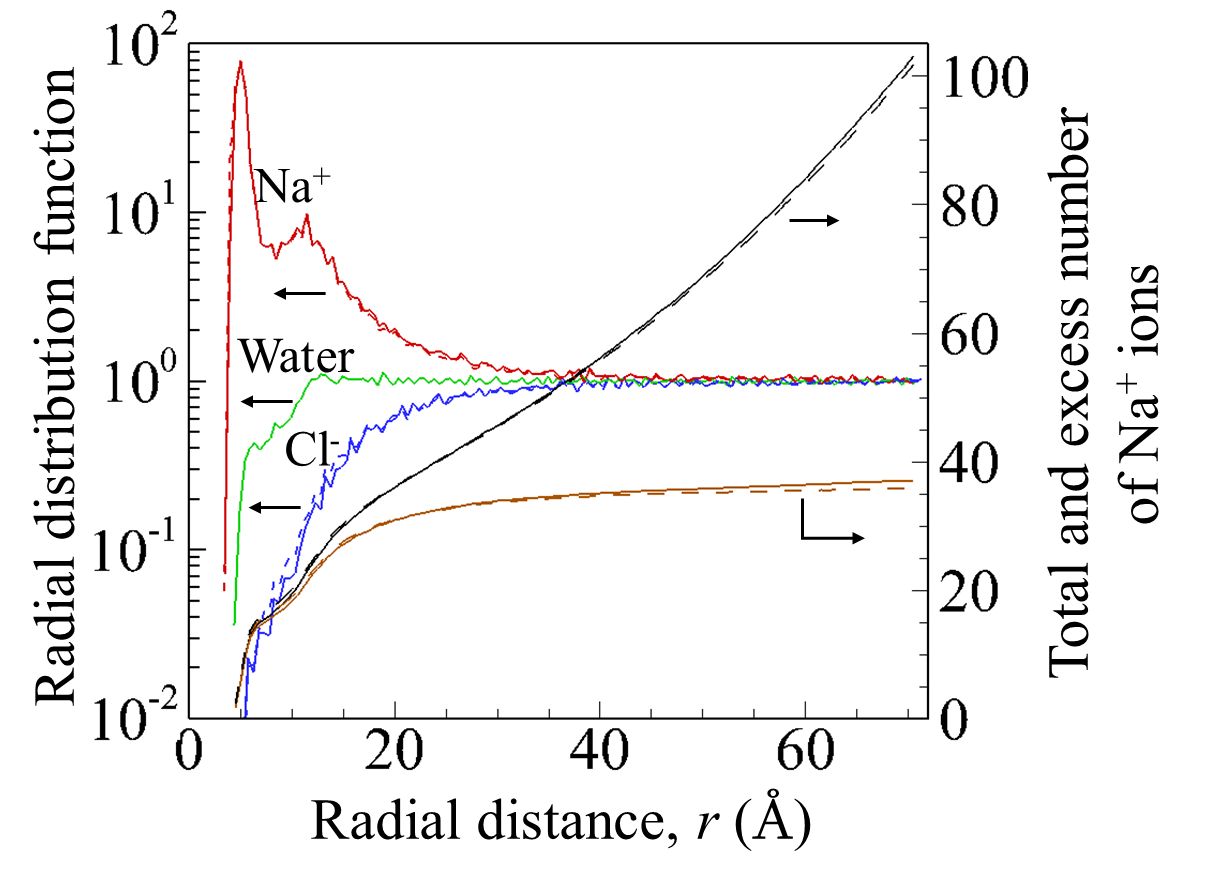 Radial distribution function
10²
10¹
10⁰
10⁻¹
10⁻²
Na⁺
Water
Cl⁻
100
80
60
40
20
0
Total and excess number
of Na⁺ ions
0 20 40 60
Radial distance, r (Å)